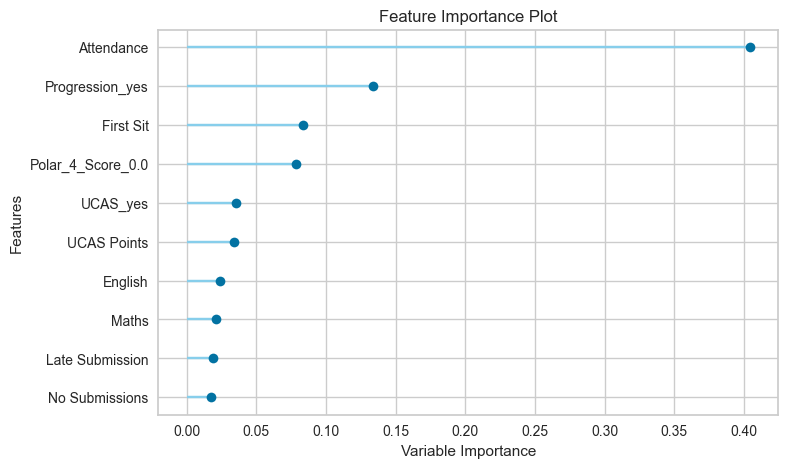 Feature Importance Plot
Features
Attendance
Progression_yes
First Sit
Polar_4_Score_0.0
UCAS_yes
UCAS Points
English
Maths
Late Submission
No Submissions
0.00 0.05 0.10 0.15 0.20 0.25 0.30 0.35 0.40
Variable Importance